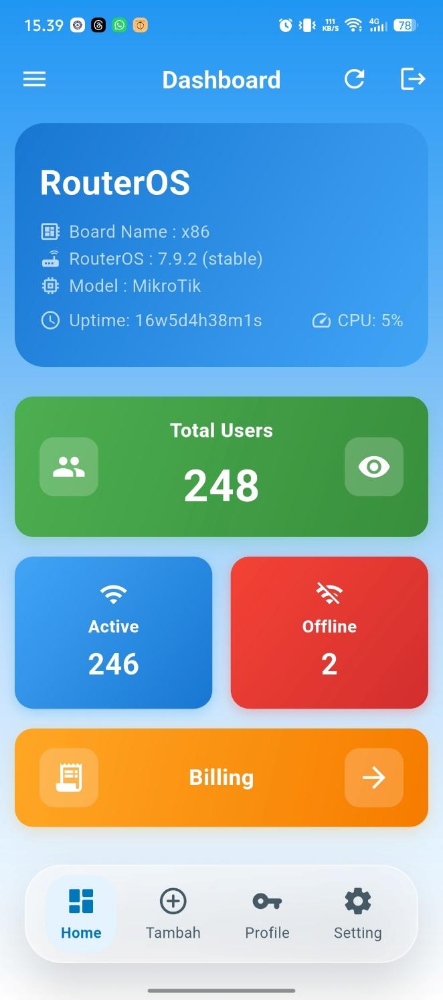 15.39
111
KB/S
4G
78
Dashboard
RouterOS
Board Name : x86
RouterOS : 7.9.2 (stable)
Model : MikroTik
Uptime: 16w5d4h38m1s
CPU: 5%
Total Users
248
Active
246
Offline
2
Billing
Home
Tambah
Profile
Setting